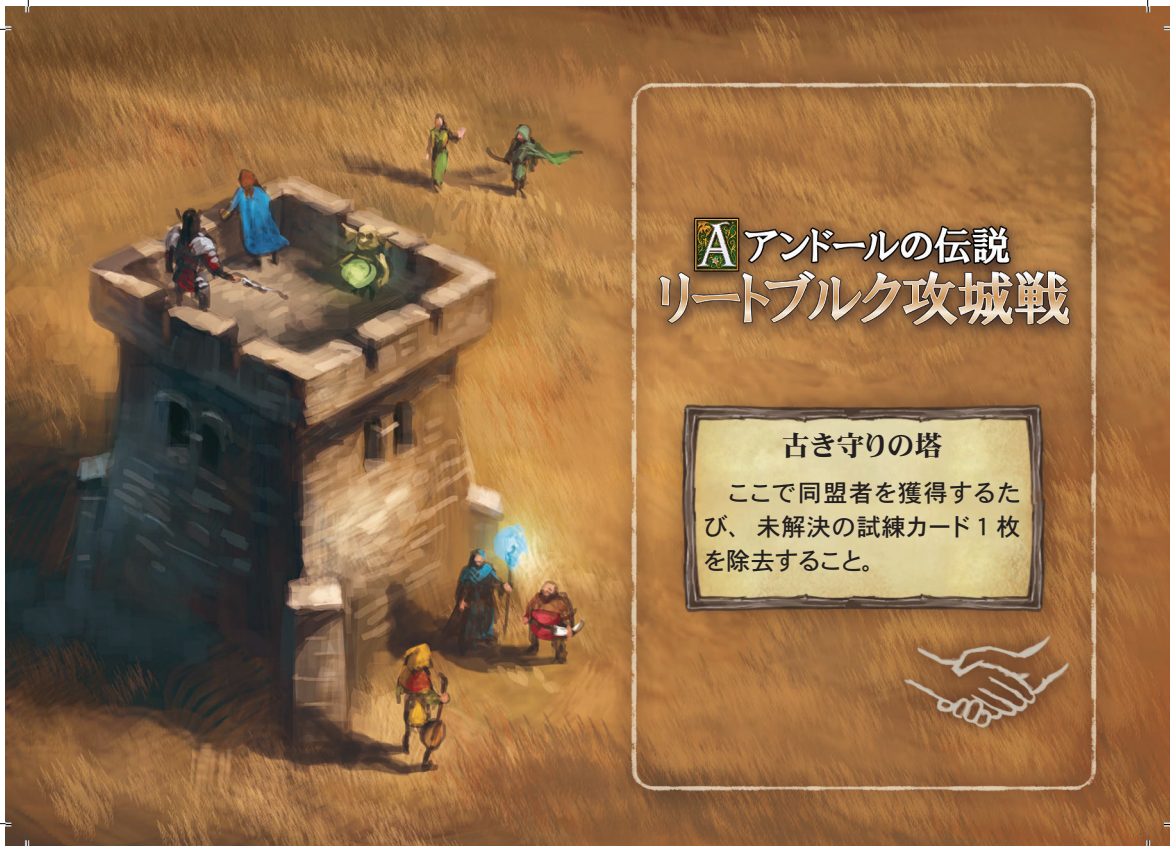 A アンドールの伝説
リートブルク攻城戦
古き守りの塔
ここで同盟者を獲得するた
び、 未解決の試練カード1枚
を除去すること。